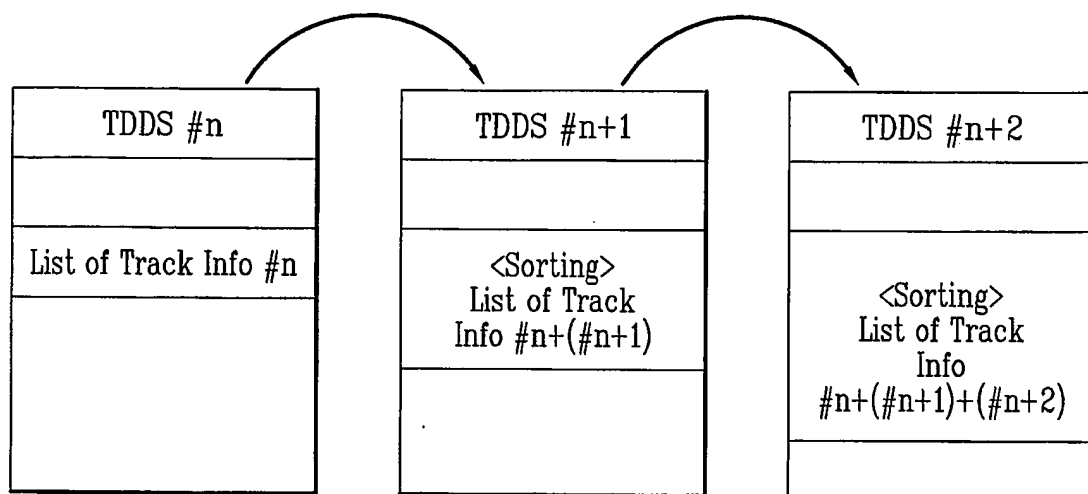 TDDS #n
List of Track Info #n
TDDS #n+1
<Sorting>
List of Track
Info #n+(#n+1)
TDDS #n+2
<Sorting>
List of Track
Info
#n+(#n+1)+(#n+2)